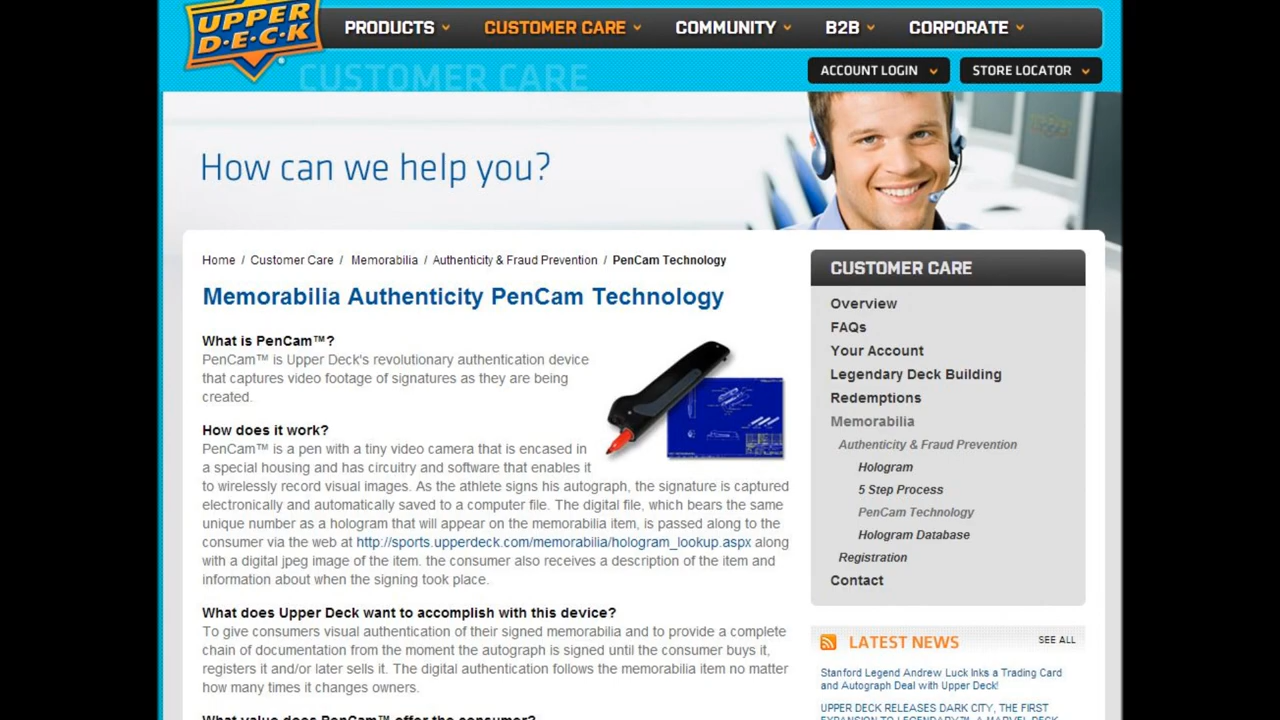 UPPER
D·E·C·K
PRODUCTS
CUSTOMER CARE
COMMUNITY
B2B
CORPORATE
CUSTOMER CARE
ACCOUNT LOGIN
STORE LOCATOR
How can we help you?
Home / Customer Care / Memorabilia / Authenticity & Fraud Prevention / PenCam Technology
Memorabilia Authenticity PenCam Technology
What is PenCam™?
PenCam™ is Upper Deck's revolutionary authentication device
that captures video footage of signatures as they are being
created.
How does it work?
PenCam™ is a pen with a tiny video camera that is encased in
a special housing and has circuitry and software that enables it
to wirelessly record visual images. As the athlete signs his autograph, the signature is captured
electronically and automatically saved to a computer file. The digital file, which bears the same
unique number as a hologram that will appear on the memorabilia item, is passed along to the
consumer via the web at http://sports.upperdeck.com/memorabilia/hologram_lookup.aspx along
with a digital jpeg image of the item. the consumer also receives a description of the item and
information about when the signing took place.
What does Upper Deck want to accomplish with this device?
To give consumers visual authentication of their signed memorabilia and to provide a complete
chain of documentation from the moment the autograph is signed until the consumer buys it,
registers it and/or later sells it. The digital authentication follows the memorabilia item no matter
how many times it changes owners.
What value does PenCam™ offer the consumer?
CUSTOMER CARE
Overview
FAQs
Your Account
Legendary Deck Building
Redemptions
Memorabilia
Authenticity & Fraud Prevention
Hologram
5 Step Process
PenCam Technology
Hologram Database
Registration
Contact
LATEST NEWS
SEE ALL
Stanford Legend Andrew Luck Inks a Trading Card
and Autograph Deal with Upper Deck!
UPPER DECK RELEASES DARK CITY, THE FIRST
EXPANSION TO LEGENDARY™, A MARVEL DECK